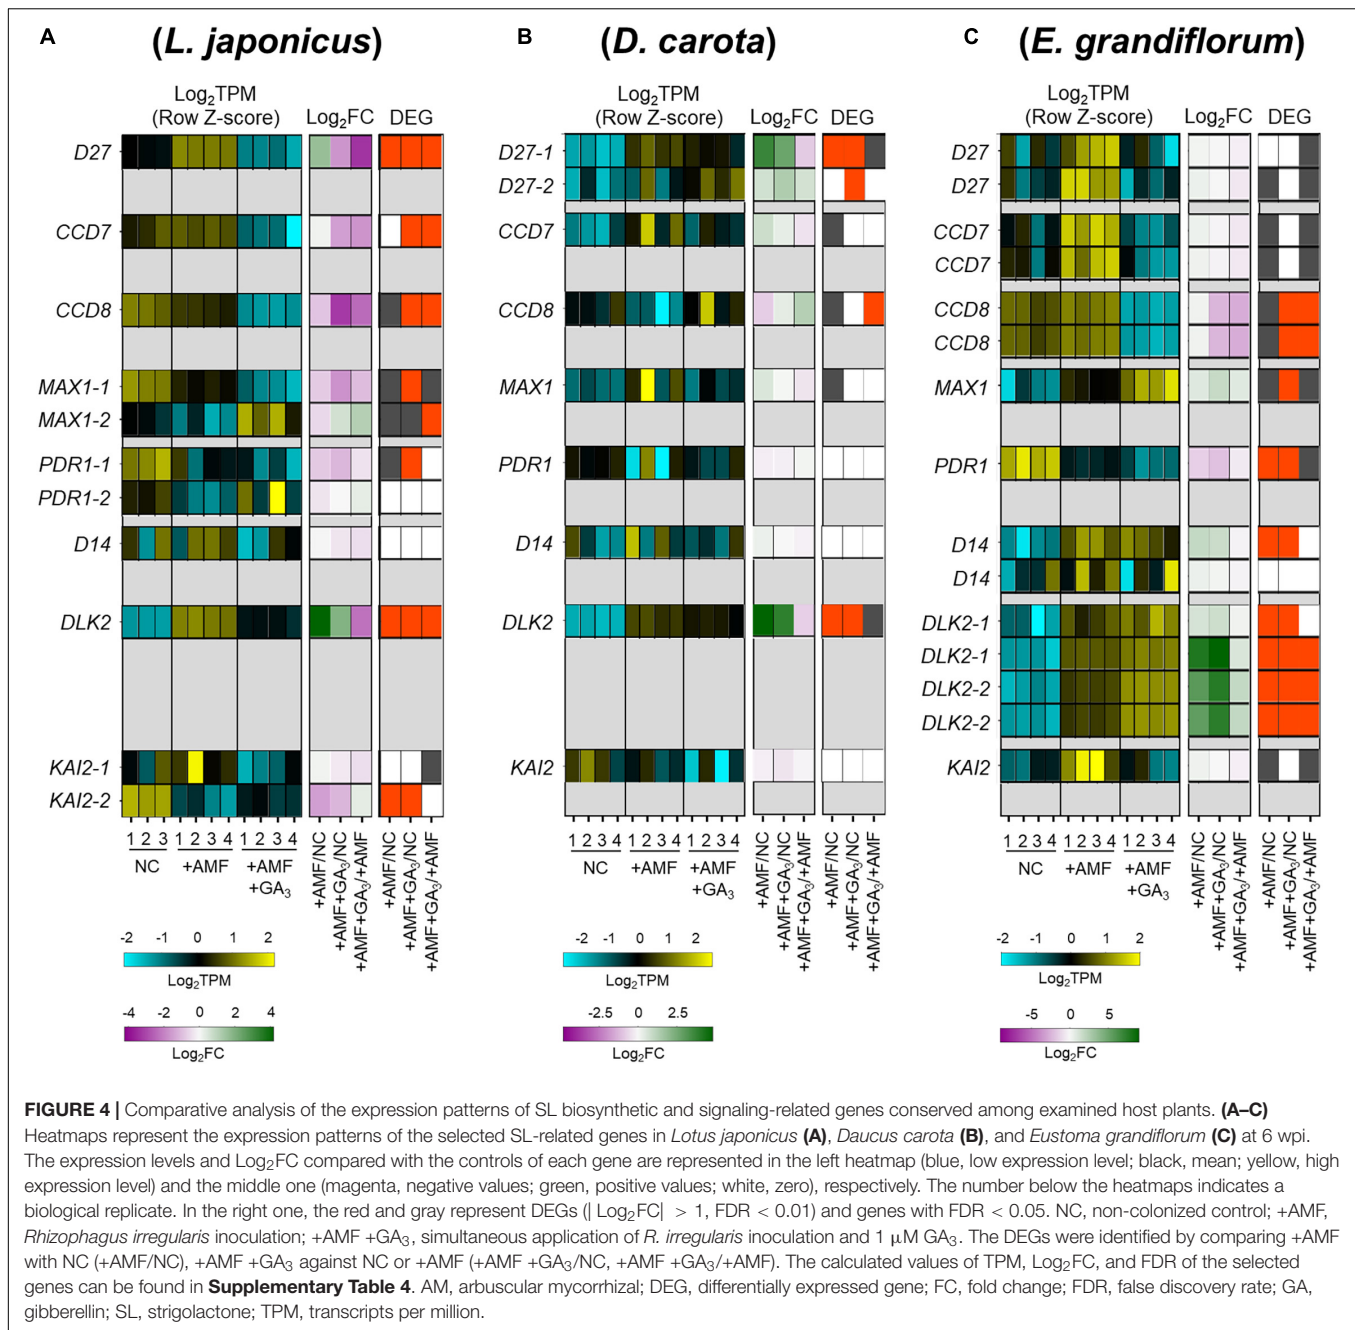 A (L. japonicus)
Log2TPM
(Row Z-score) Log2FC DEG
D27
CCD7
CCD8
MAX1-1
MAX1-2
PDR1-1
PDR1-2
D14
DLK2
KAI2-1
KAI2-2
1 2 3 1 2 3 4 1 2 3 4
NC +AMF +AMF
+GA3
+AMF/NC
+AMF+GA3/NC
+AMF+GA3/+AMF
+AMF/NC
+AMF+GA3/NC
+AMF+GA3/+AMF
-2 -1 0 1 2
Log2TPM
-4 -2 0 2 4
Log2FC
B (D. carota)
Log2TPM
(Row Z-score) Log2FC DEG
D27-1
D27-2
CCD7
CCD8
MAX1
PDR1
D14
DLK2
KAI2
1 2 3 4 1 2 3 4 1 2 3 4
NC +AMF +AMF
+GA3
+AMF/NC
+AMF+GA3/NC
+AMF+GA3/+AMF
+AMF/NC
+AMF+GA3/NC
+AMF+GA3/+AMF
-2 -1 0 1 2
Log2TPM
-2.5 0 2.5
Log2FC
C (E. grandiflorum)
Log2TPM
(Row Z-score) Log2FC DEG
D27
D27
CCD7
CCD7
CCD8
CCD8
MAX1
PDR1
D14
D14
DLK2-1
DLK2-1
DLK2-2
DLK2-2
KAI2
1 2 3 4 1 2 3 4 1 2 3 4
NC +AMF +AMF
+GA3
+AMF/NC
+AMF+GA3/NC
+AMF+GA3/+AMF
+AMF/NC
+AMF+GA3/NC
+AMF+GA3/+AMF
-2 -1 0 1 2
Log2TPM
-5 0 5
Log2FC
FIGURE 4 | Comparative analysis of the expression patterns of SL biosynthetic and signaling-related genes conserved among examined host plants. (A–C)
Heatmaps represent the expression patterns of the selected SL-related genes in Lotus japonicus (A), Daucus carota (B), and Eustoma grandiflorum (C) at 6 wpi.
The expression levels and Log2FC compared with the controls of each gene are represented in the left heatmap (blue, low expression level; black, mean; yellow, high
expression level) and the middle one (magenta, negative values; green, positive values; white, zero), respectively. The number below the heatmaps indicates a
biological replicate. In the right one, the red and gray represent DEGs (| Log2FC| > 1, FDR < 0.01) and genes with FDR < 0.05. NC, non-colonized control; +AMF,
Rhizophagus irregularis inoculation; +AMF +GA3, simultaneous application of R. irregularis inoculation and 1 μM GA3. The DEGs were identified by comparing +AMF
with NC (+AMF/NC), +AMF +GA3 against NC or +AMF (+AMF +GA3/NC, +AMF +GA3/+AMF). The calculated values of TPM, Log2FC, and FDR of the selected
genes can be found in Supplementary Table 4. AM, arbuscular mycorrhizal; DEG, differentially expressed gene; FC, fold change; FDR, false discovery rate; GA,
gibberellin; SL, strigolactone; TPM, transcripts per million.